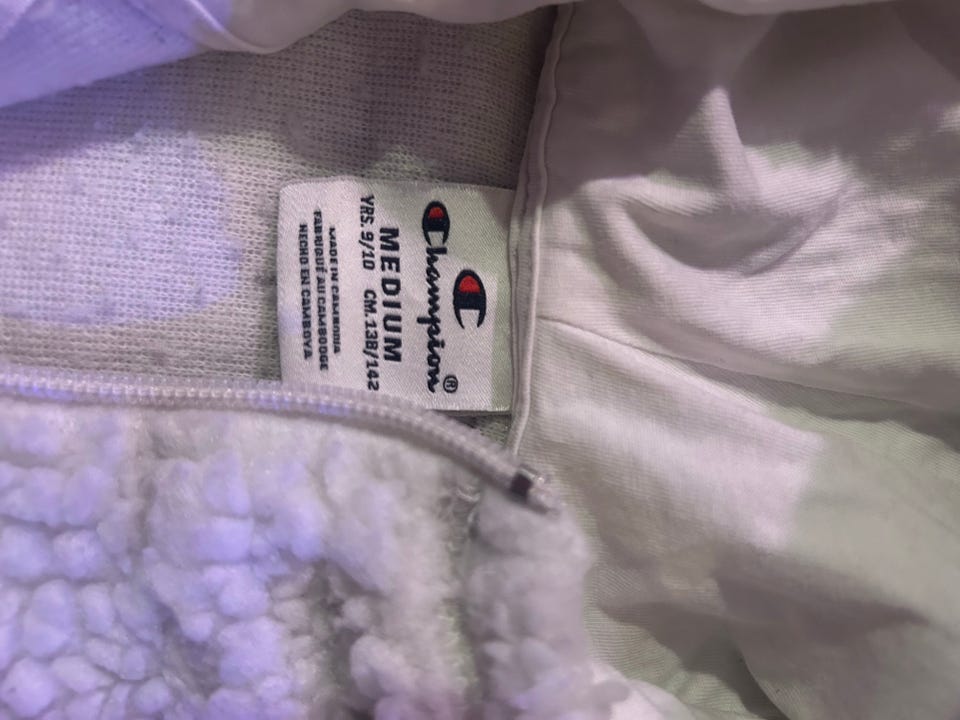 Champion®
MEDIUM
YRS. 9/10 CM.138/142
MADE IN CAMBODIA
FABRIQUÉ AU CAMBODGE
HECHO EN CAMBOYA